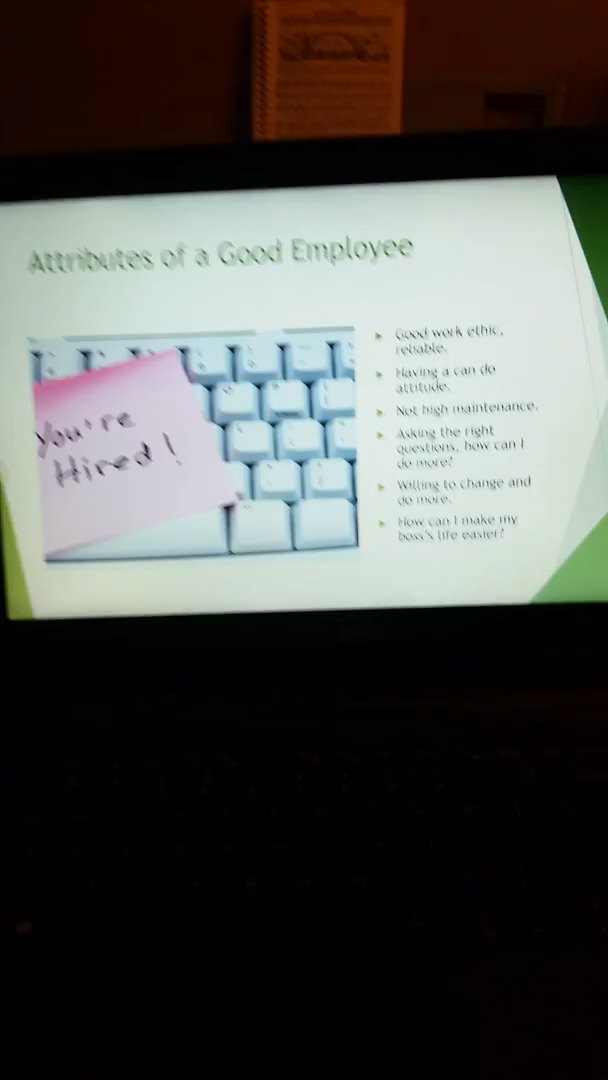 Attributes of a Good Employee
You're
Hired!
Good work ethic,
reliable.
Having a can do
attitude.
Not high maintenance.
Asking the right
questions, how can I
do more?
Willing to change and
do more.
How can I make my
boss's life easier?